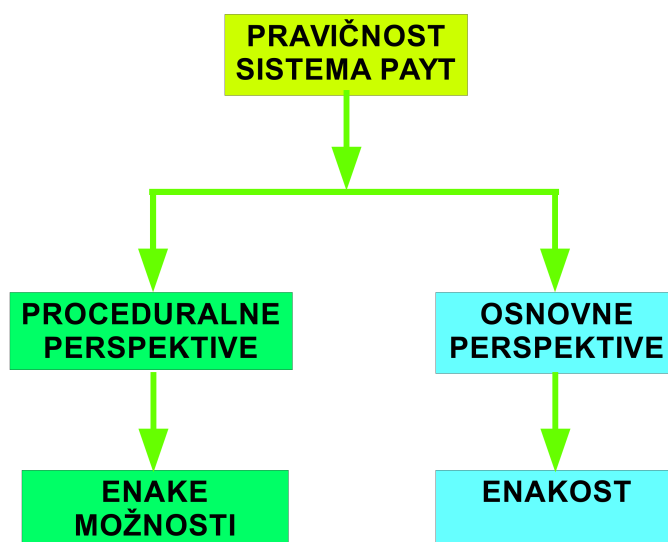 PRAVIČNOST
SISTEMA PAYT
PROCEDURALNE
PERSPEKTIVE
OSNOVNE
PERSPEKTIVE
ENAKE
MOŽNOSTI
ENAKOST